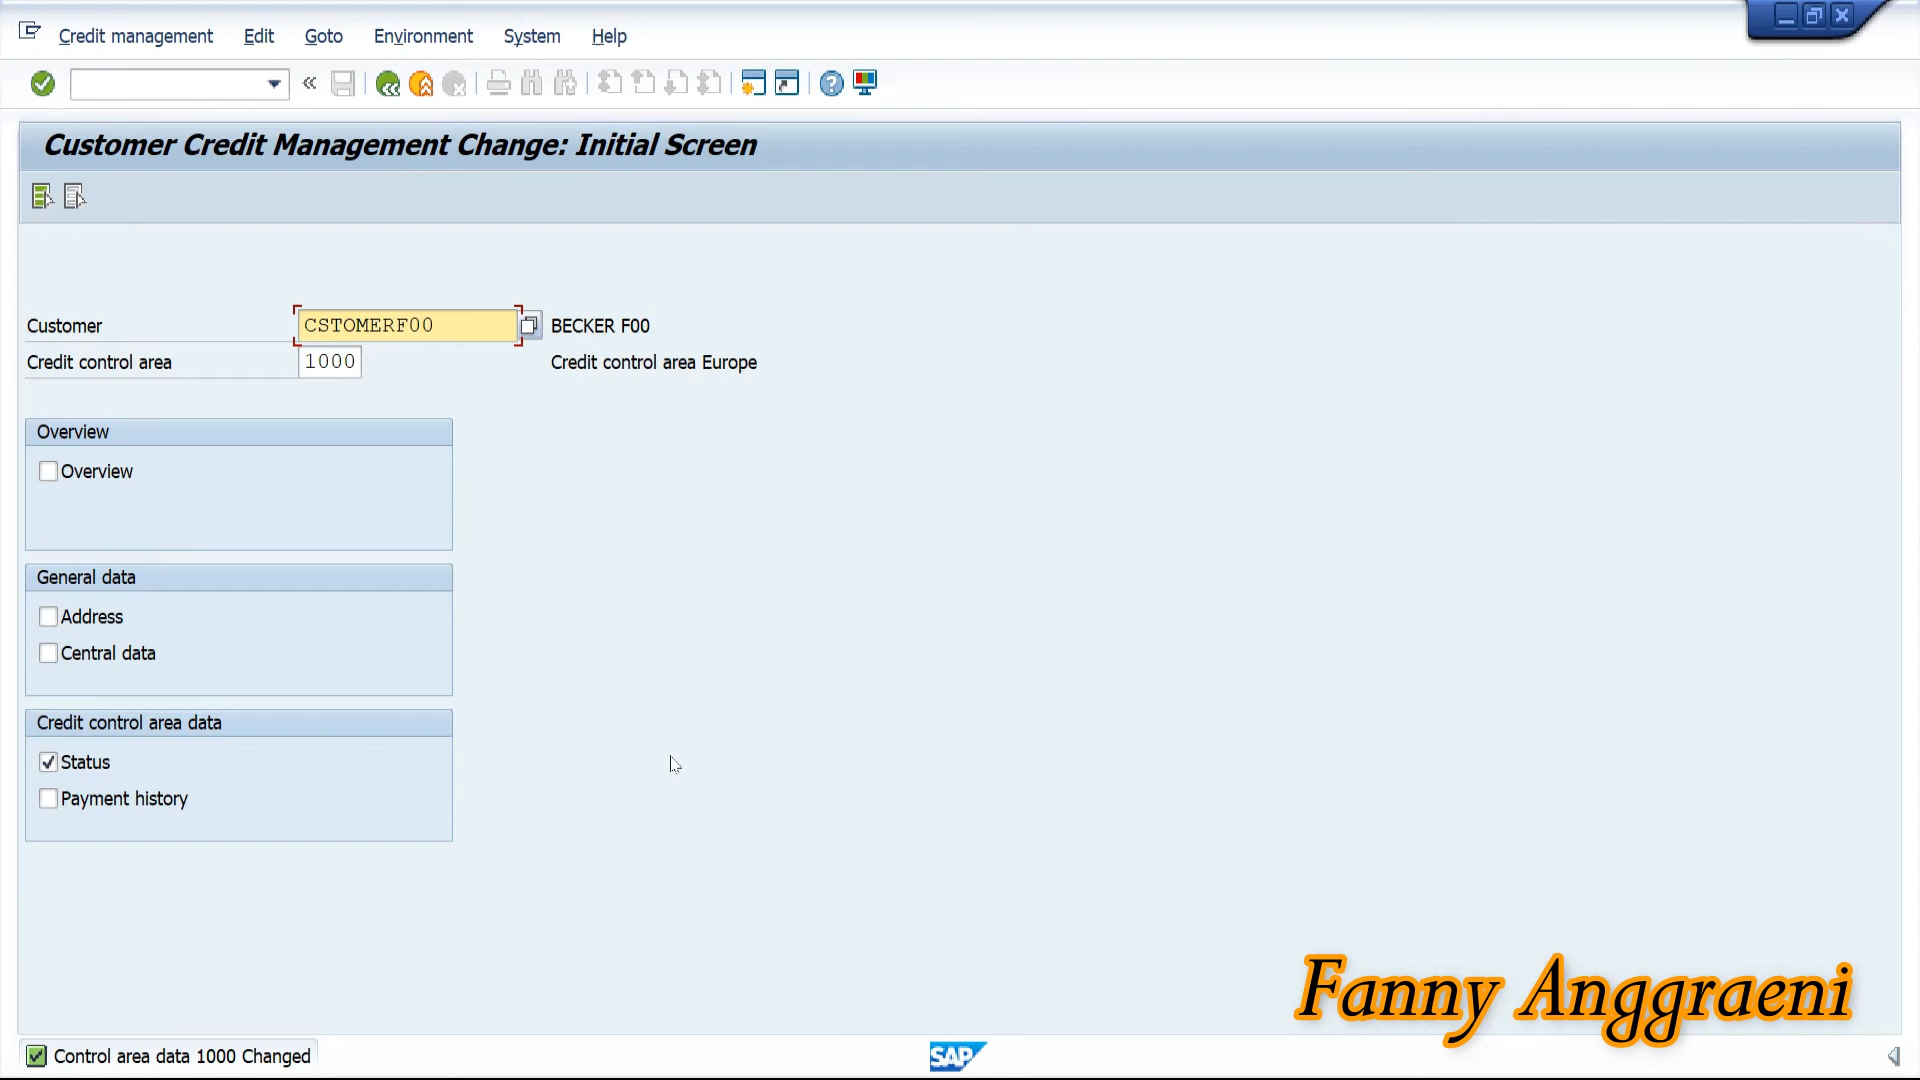 Credit management Edit Goto Environment System Help
Customer Credit Management Change: Initial Screen
Customer CSTOMERF00 BECKER F00
Credit control area 1000 Credit control area Europe
Overview
Overview
General data
Address
Central data
Credit control area data
Status
Payment history
Fanny Anggraeni
Control area data 1000 Changed
SAP